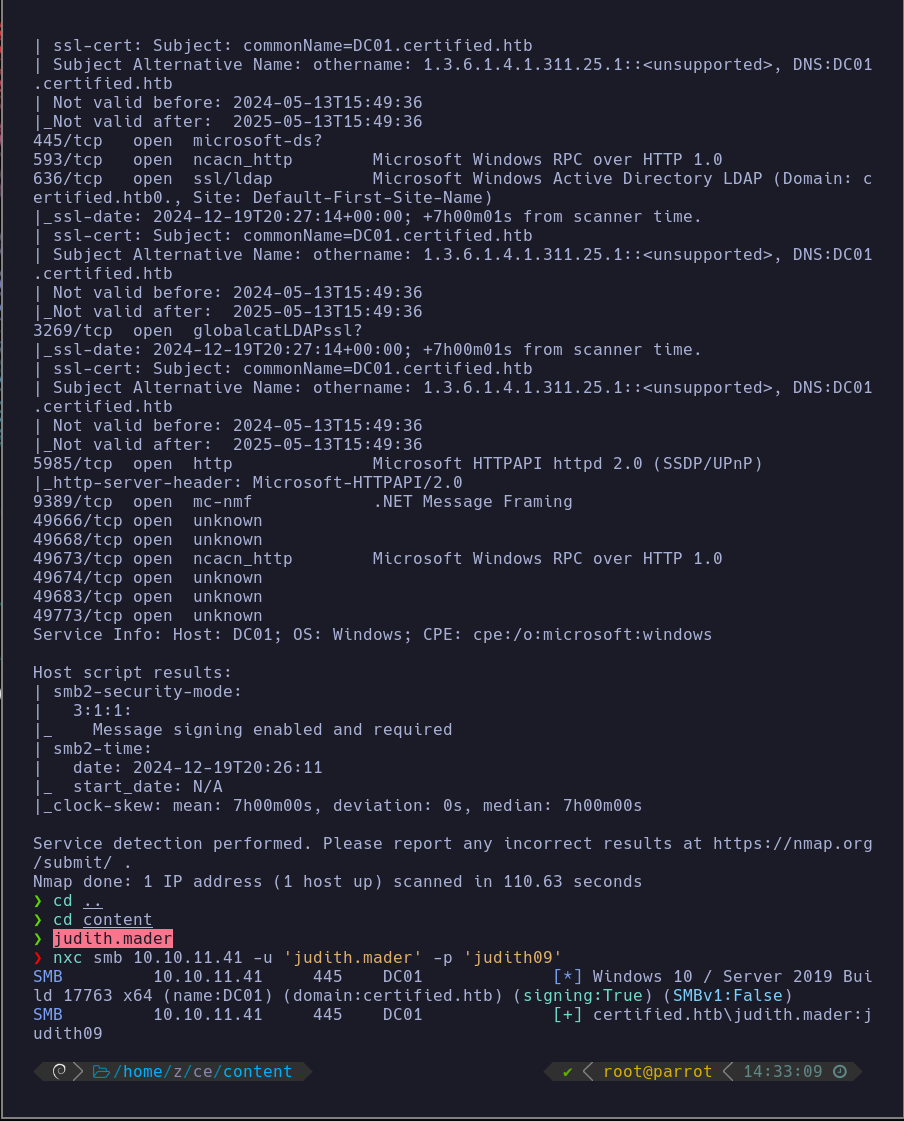 | ssl-cert: Subject: commonName=DC01.certified.htb
| Subject Alternative Name: othername: 1.3.6.1.4.1.311.25.1::<unsupported>, DNS:DC01
.certified.htb
| Not valid before: 2024-05-13T15:49:36
|_Not valid after:  2025-05-13T15:49:36
445/tcp   open  microsoft-ds?
593/tcp   open  ncacn_http        Microsoft Windows RPC over HTTP 1.0
636/tcp   open  ssl/ldap          Microsoft Windows Active Directory LDAP (Domain: c
ertified.htb0., Site: Default-First-Site-Name)
|_ssl-date: 2024-12-19T20:27:14+00:00; +7h00m01s from scanner time.
| ssl-cert: Subject: commonName=DC01.certified.htb
| Subject Alternative Name: othername: 1.3.6.1.4.1.311.25.1::<unsupported>, DNS:DC01
.certified.htb
| Not valid before: 2024-05-13T15:49:36
|_Not valid after:  2025-05-13T15:49:36
3269/tcp  open  globalcatLDAPssl?
|_ssl-date: 2024-12-19T20:27:14+00:00; +7h00m01s from scanner time.
| ssl-cert: Subject: commonName=DC01.certified.htb
| Subject Alternative Name: othername: 1.3.6.1.4.1.311.25.1::<unsupported>, DNS:DC01
.certified.htb
| Not valid before: 2024-05-13T15:49:36
|_Not valid after:  2025-05-13T15:49:36
5985/tcp  open  http              Microsoft HTTPAPI httpd 2.0 (SSDP/UPnP)
|_http-server-header: Microsoft-HTTPAPI/2.0
9389/tcp  open  mc-nmf            .NET Message Framing
49666/tcp open  unknown
49668/tcp open  unknown
49673/tcp open  ncacn_http        Microsoft Windows RPC over HTTP 1.0
49674/tcp open  unknown
49683/tcp open  unknown
49773/tcp open  unknown
Service Info: Host: DC01; OS: Windows; CPE: cpe:/o:microsoft:windows
Host script results:
| smb2-security-mode:
|   3:1:1:
|_    Message signing enabled and required
| smb2-time:
|   date: 2024-12-19T20:26:11
|_  start_date: N/A
|_clock-skew: mean: 7h00m00s, deviation: 0s, median: 7h00m00s
Service detection performed. Please report any incorrect results at https://nmap.org
/submit/ .
Nmap done: 1 IP address (1 host up) scanned in 110.63 seconds
❯ cd ..
❯ cd content
❯ judith.mader
❯ nxc smb 10.10.11.41 -u 'judith.mader' -p 'judith09'
SMB         10.10.11.41     445    DC01             [*] Windows 10 / Server 2019 Bui
ld 17763 x64 (name:DC01) (domain:certified.htb) (signing:True) (SMBv1:False)
SMB         10.10.11.41     445    DC01             [+] certified.htb\judith.mader:j
udith09
/home/z/ce/content ✔ root@parrot 14:33:09